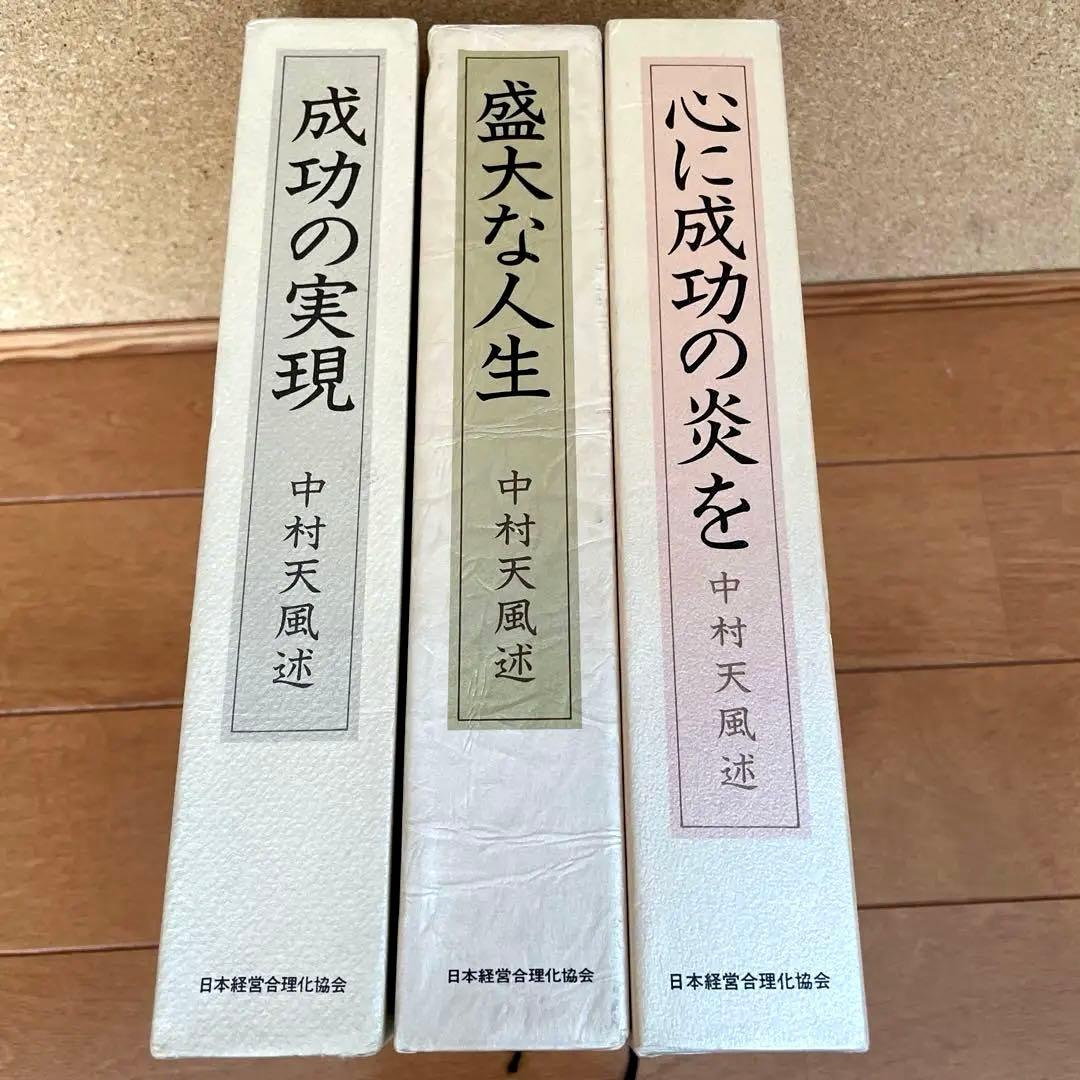 成功の実現
中村天風述
日本経営合理化協会
盛大な人生
中村天風述
日本経営合理化協会
心に成功の炎を
中村天風述
日本経営合理化協会